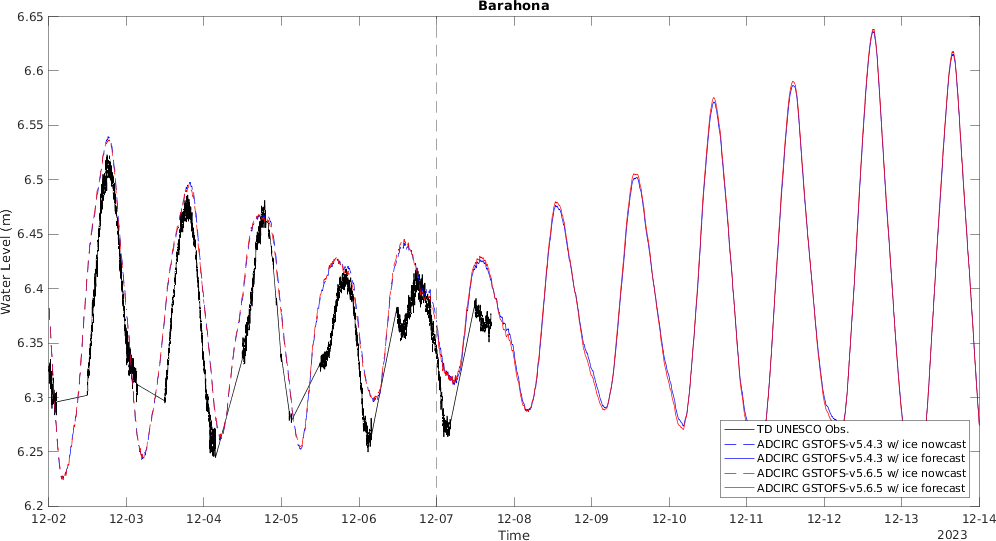 Barahona
6.65
6.6
6.55
6.5
6.45
6.4
6.35
6.3
6.25
6.2
Water Level (m)
TD UNESCO Obs.
ADCIRC GSTOFS-v5.4.3 w/ ice nowcast
ADCIRC GSTOFS-v5.4.3 w/ ice forecast
ADCIRC GSTOFS-v5.6.5 w/ ice nowcast
ADCIRC GSTOFS-v5.6.5 w/ ice forecast
12-02 12-03 12-04 12-05 12-06 12-07 12-08 12-09 12-10 12-11 12-12 12-13 12-14
Time
2023